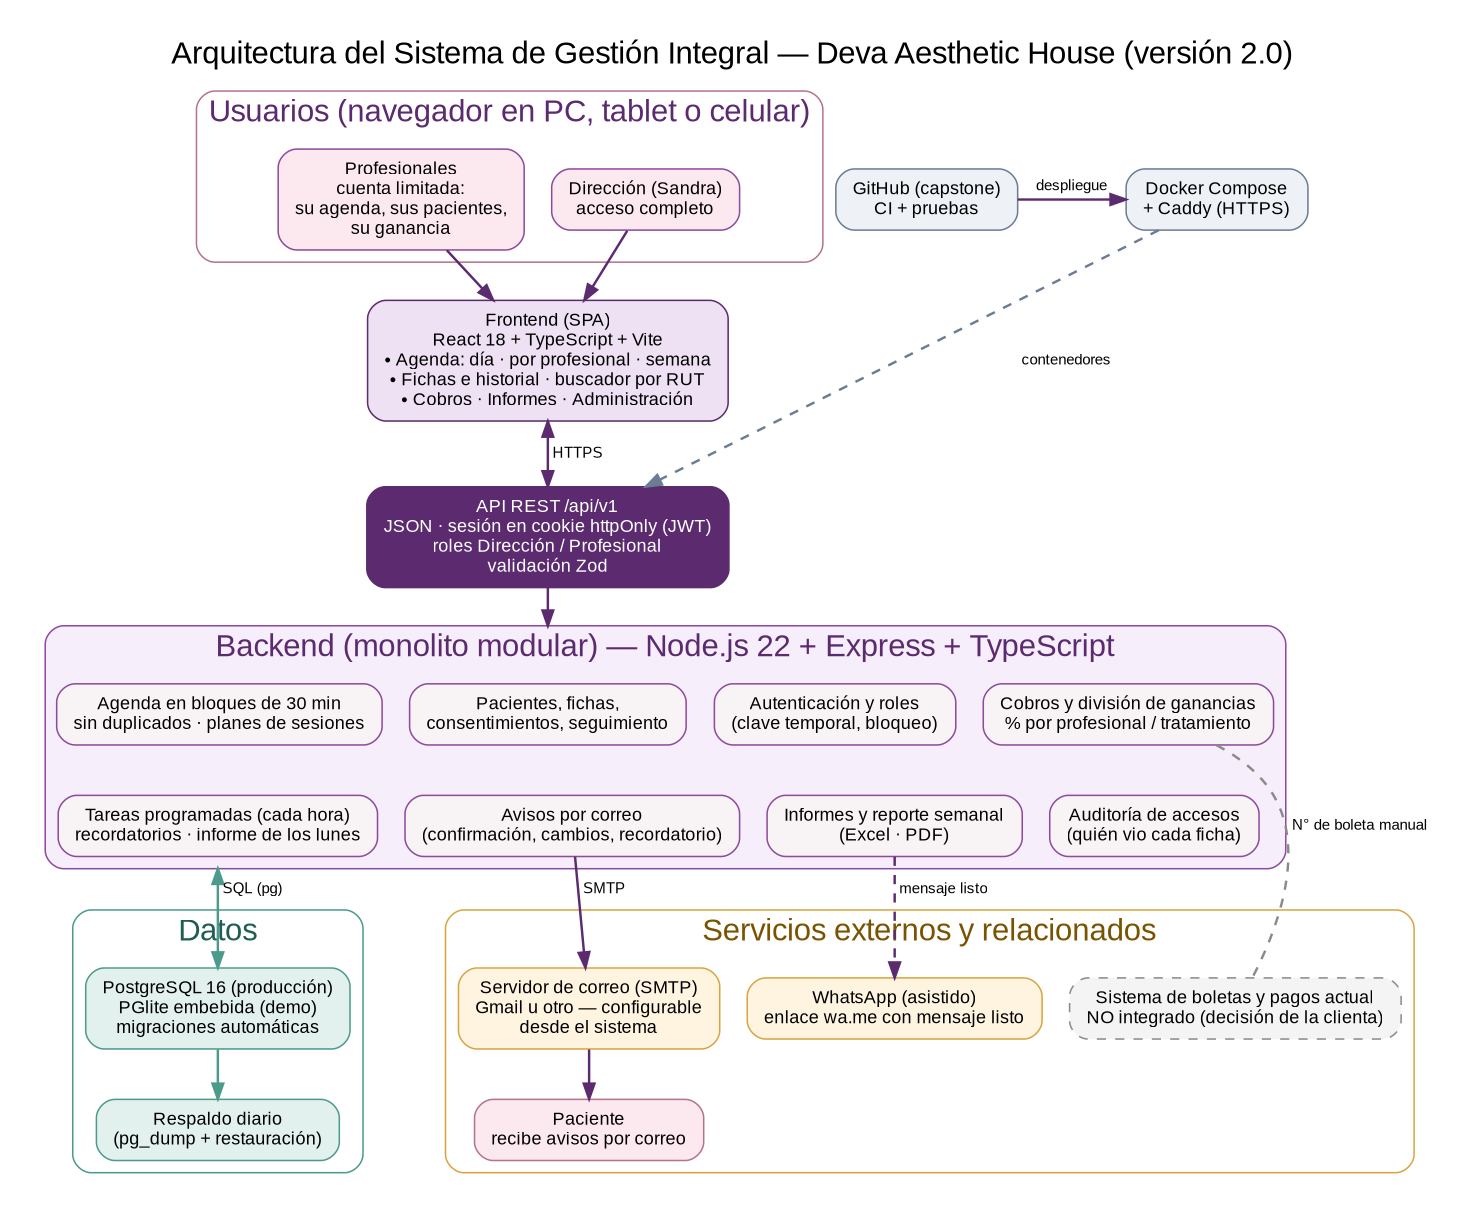 Arquitectura del Sistema de Gestión Integral — Deva Aesthetic House (versión 2.0)
Usuarios (navegador en PC, tablet o celular)
Profesionales
cuenta limitada:
su agenda, sus pacientes,
su ganancia
Dirección (Sandra)
acceso completo
GitHub (capstone)
CI + pruebas
despliegue
Docker Compose
+ Caddy (HTTPS)
Frontend (SPA)
React 18 + TypeScript + Vite
• Agenda: día · por profesional · semana
• Fichas e historial · buscador por RUT
• Cobros · Informes · Administración
contenedores
HTTPS
API REST /api/v1
JSON · sesión en cookie httpOnly (JWT)
roles Dirección / Profesional
validación Zod
Backend (monolito modular) — Node.js 22 + Express + TypeScript
Agenda en bloques de 30 min
sin duplicados · planes de sesiones
Pacientes, fichas,
consentimientos, seguimiento
Autenticación y roles
(clave temporal, bloqueo)
Cobros y división de ganancias
% por profesional / tratamiento
Tareas programadas (cada hora)
recordatorios · informe de los lunes
Avisos por correo
(confirmación, cambios, recordatorio)
Informes y reporte semanal
(Excel · PDF)
Auditoría de accesos
(quién vio cada ficha)
N° de boleta manual
SQL (pg)
SMTP
mensaje listo
Datos
PostgreSQL 16 (producción)
PGlite embebida (demo)
migraciones automáticas
Respaldo diario
(pg_dump + restauración)
Servicios externos y relacionados
Servidor de correo (SMTP)
Gmail u otro — configurable
desde el sistema
WhatsApp (asistido)
enlace wa.me con mensaje listo
Sistema de boletas y pagos actual
NO integrado (decisión de la clienta)
Paciente
recibe avisos por correo